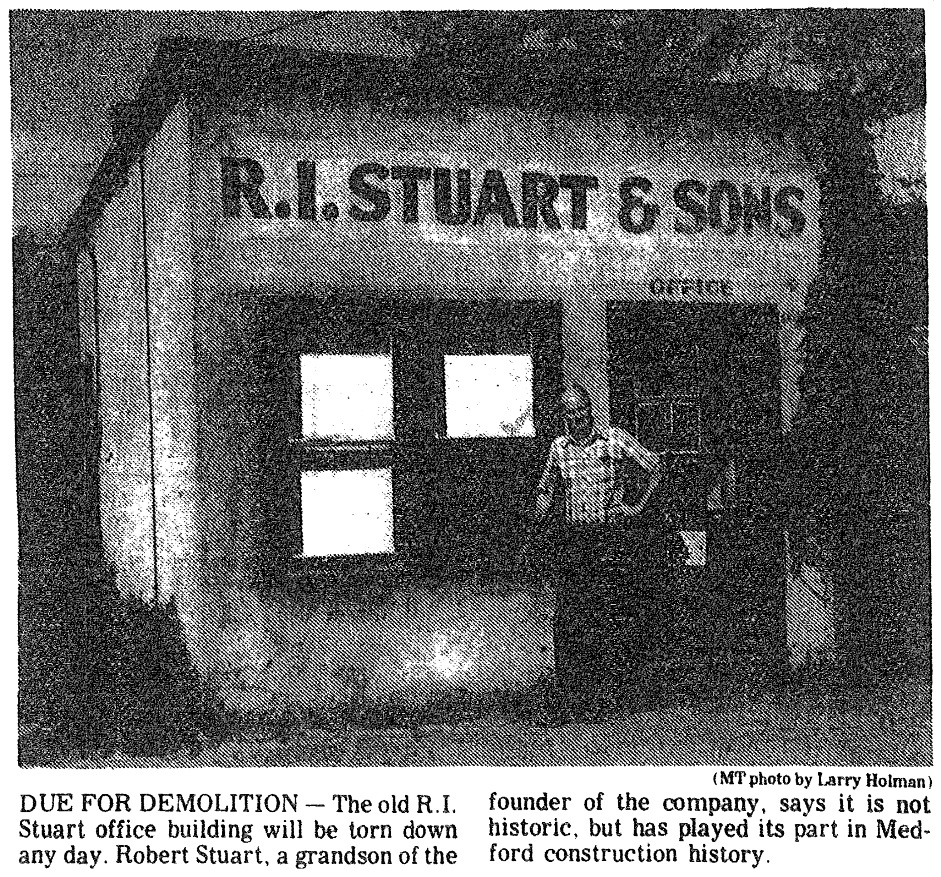 R.I. STUART & SONS
OFFICE
(MT photo by Larry Holman)
DUE FOR DEMOLITION — The old R.I.
Stuart office building will be torn down
any day. Robert Stuart, a grandson of the
founder of the company, says it is not
historic, but has played its part in Med-
ford construction history.